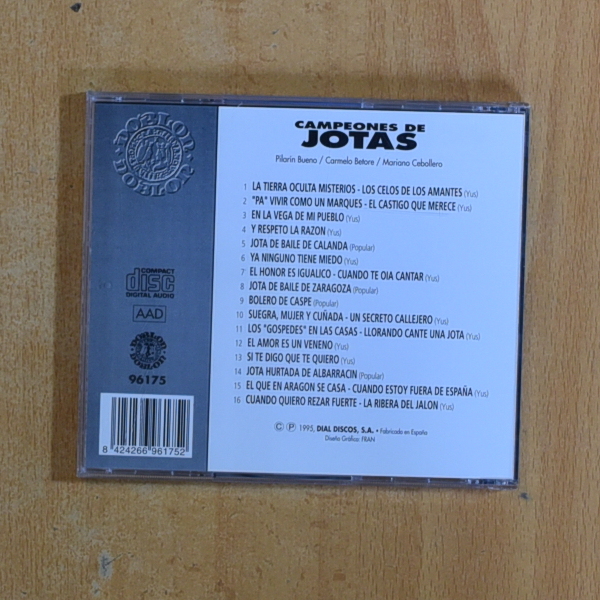 DOBLON
DOBLON
COMPACT
disc
DIGITAL AUDIO
AAD
DOBLON
DOBLON
96175
8 424266 961752
CAMPEONES DE
JOTAS
Pilarín Bueno / Carmelo Betore / Mariano Cebollero
1 LA TIERRA OCULTA MISTERIOS - LOS CELOS DE LOS AMANTES (Yus)
2 "PA" VIVIR COMO UN MARQUES - EL CASTIGO QUE MERECE (Yus)
3 EN LA VEGA DE MI PUEBLO (Yus)
4 Y RESPETO LA RAZON (Yus)
5 JOTA DE BAILE DE CALANDA (Popular)
6 YA NINGUNO TIENE MIEDO (Yus)
7 EL HONOR ES IGUALICO - CUANDO TE OIA CANTAR (Yus)
8 JOTA DE BAILE DE ZARAGOZA (Popular)
9 BOLERO DE CASPE (Popular)
10 SUEGRA, MUJER Y CUÑADA - UN SECRETO CALLEJERO (Yus)
11 LOS "GOSPEDES" EN LAS CASAS - LLORANDO CANTE UNA JOTA (Yus)
12 EL AMOR ES UN VENENO (Yus)
13 SI TE DIGO QUE TE QUIERO (Yus)
14 JOTA HURTADA DE ALBARRACIN (Popular)
15 EL QUE EN ARAGON SE CASA - CUANDO ESTOY FUERA DE ESPAÑA (Yus)
16 CUANDO QUIERO REZAR FUERTE - LA RIBERA DEL JALON (Yus)
© ℗ 1995, DIAL DISCOS, S.A. • Fabricado en España
Diseño Gráfico: FRAN